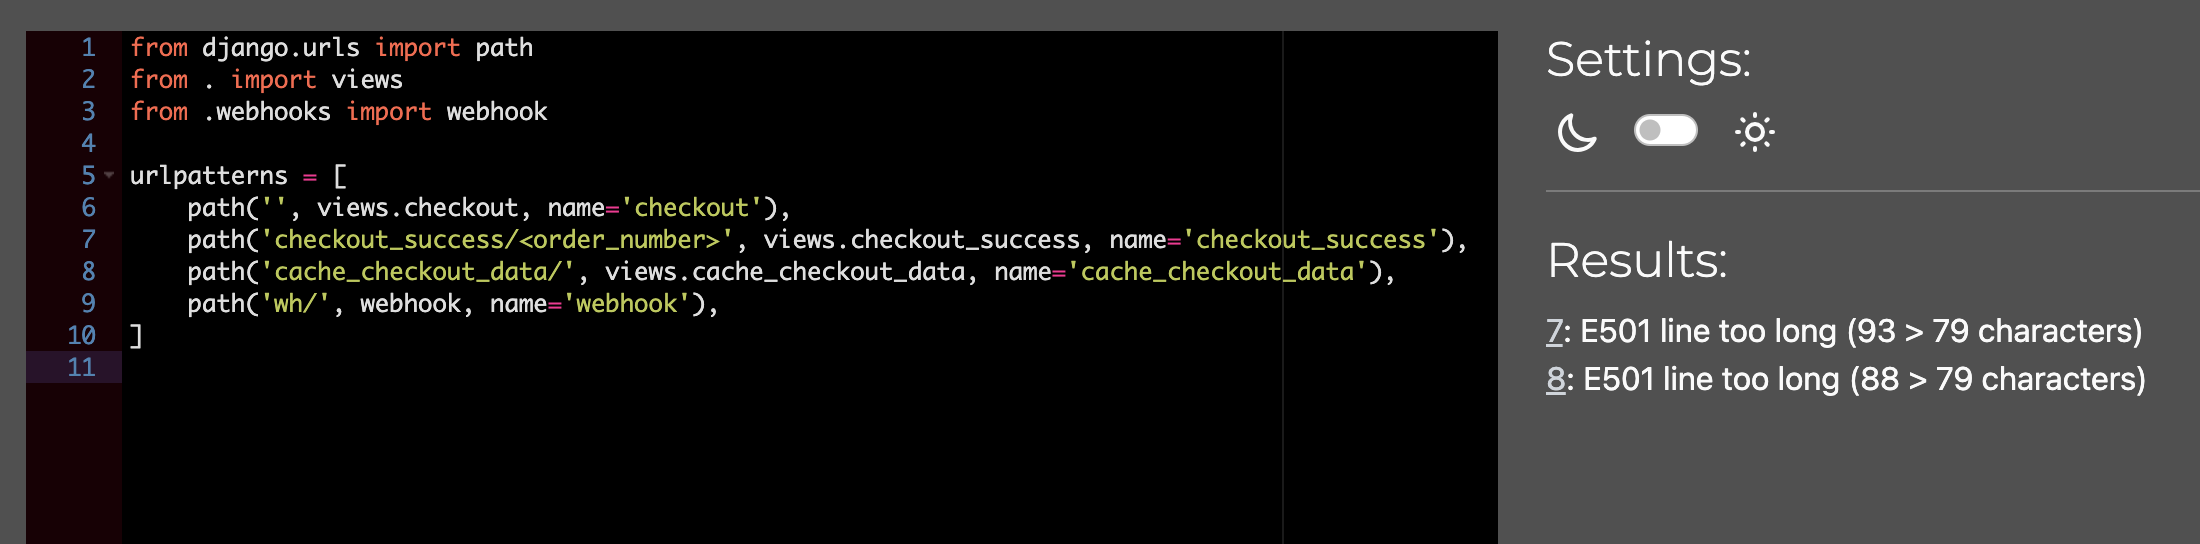 1 from django.urls import path
2 from . import views
3 from .webhooks import webhook
4
5 urlpatterns = [
6     path('', views.checkout, name='checkout'),
7     path('checkout_success/<order_number>', views.checkout_success, name='checkout_success'),
8     path('cache_checkout_data/', views.cache_checkout_data, name='cache_checkout_data'),
9     path('wh/', webhook, name='webhook'),
10 ]
11
Settings:
Results:
7: E501 line too long (93 > 79 characters)
8: E501 line too long (88 > 79 characters)